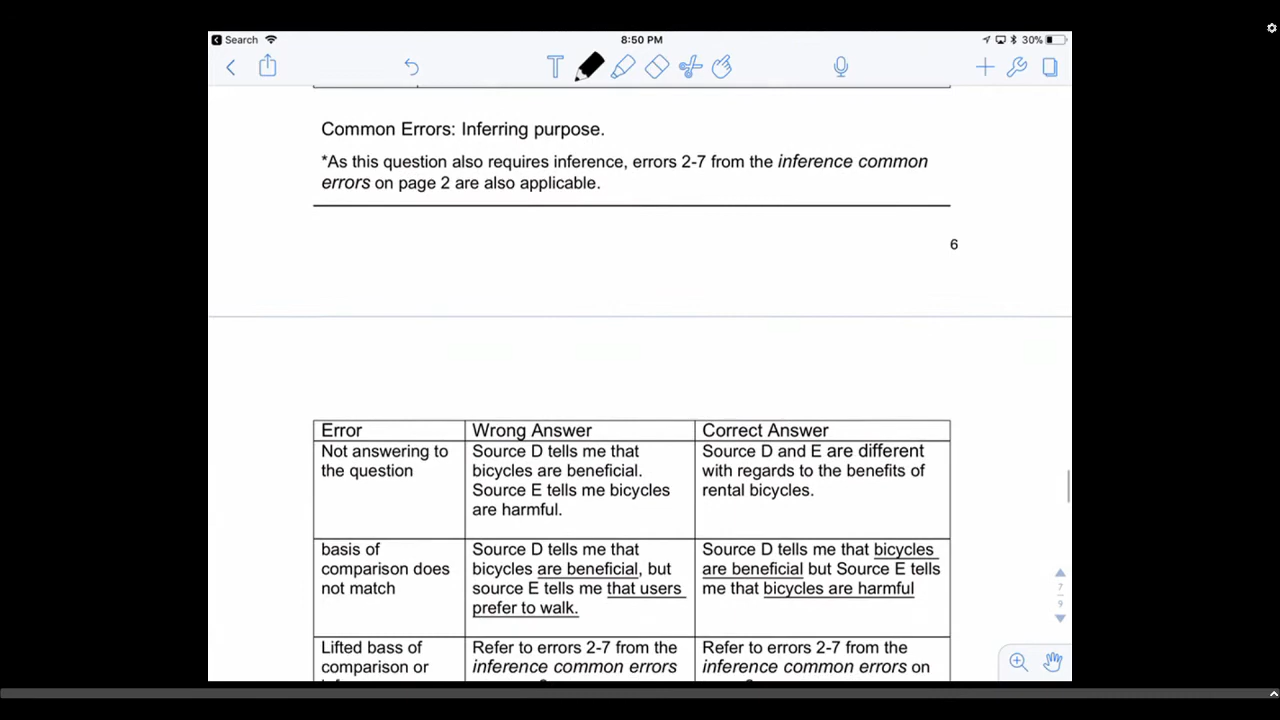 Search
8:50 PM
30%
T
Common Errors: Inferring purpose.
*As this question also requires inference, errors 2-7 from the inference common
errors on page 2 are also applicable.
6
Error
Wrong Answer
Correct Answer
Not answering to
the question
Source D tells me that
bicycles are beneficial.
Source E tells me bicycles
are harmful.
Source D and E are different
with regards to the benefits of
rental bicycles.
basis of
comparison does
not match
Source D tells me that
bicycles are beneficial, but
source E tells me that users
prefer to walk.
Source D tells me that bicycles
are beneficial but Source E tells
me that bicycles are harmful
7
9
Lifted bass of
comparison or
Refer to errors 2-7 from the
inference common errors
Refer to errors 2-7 from the
inference common errors on